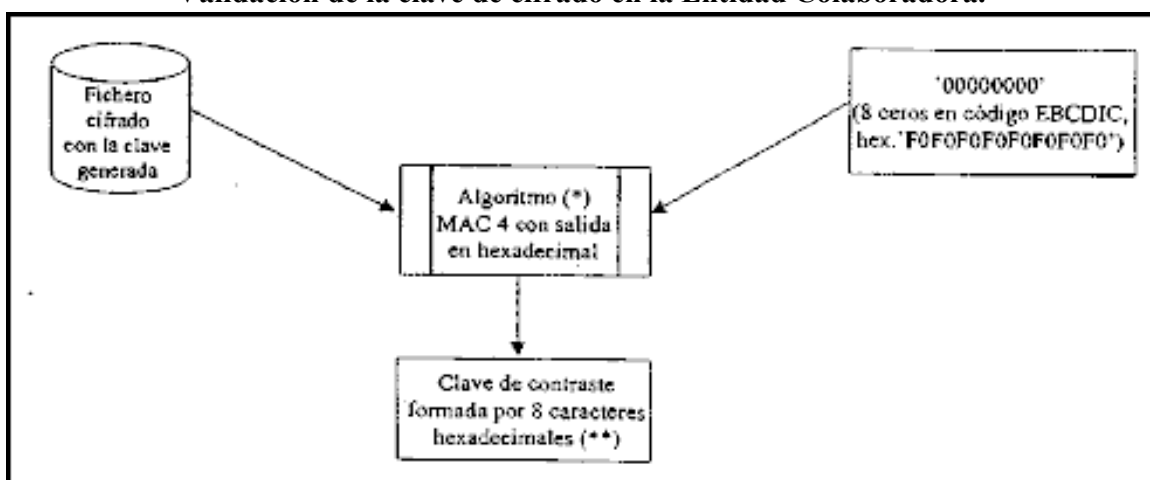 Validación de la clave de cifrado en la Entidad Colaboradora.
Fichero
cifrado
con la clave
generada
'00000000'
(8 ceros en código EBCDIC,
hex.'F0F0F0F0F0F0F0F0')
Algoritmo (*)
MAC 4 con salida
en hexadecimal
Clave de contraste
formada por 8 caracteres
hexadecimales (**)